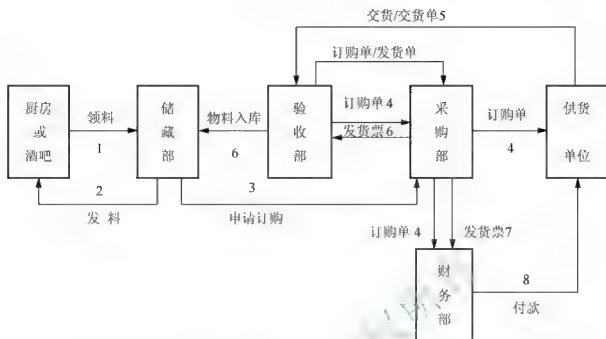 交货/交货单5
订购单/发货单
厨房或酒吧
领料
1
储藏部
物料入库
6
验收部
订购单 4
发货票6
采购部
订购单
4
供货单位
2
发 料
3
申请订购
订购单 4
发货票7
财务部
8
付款